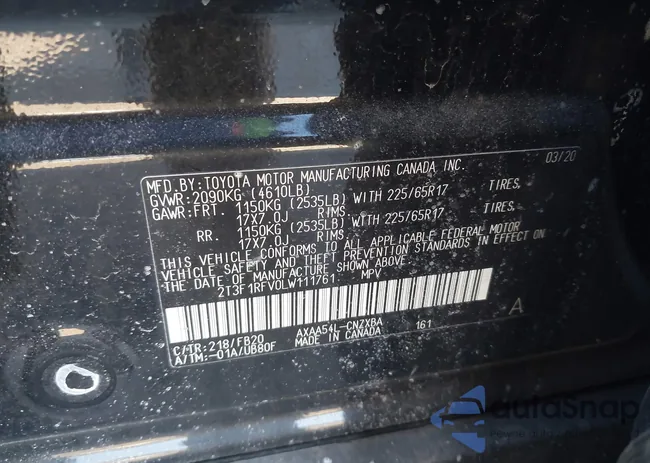 MFD.BY: TOYOTA MOTOR MANUFACTURING CANADA INC. 03/20
GVWR: 2090KG (4610LB)
GAWR: FRT. 1150KG (2535LB) WITH 225/65R17 TIRES.
17X7.0J RIMS.
RR. 1150KG (2535LB) WITH 225/65R17 TIRES.
17X7.0J RIMS.
THIS VEHICLE CONFORMS TO ALL APPLICABLE FEDERAL MOTOR
VEHICLE SAFETY AND THEFT PREVENTION STANDARDS IN EFFECT ON
THE DATE OF MANUFACTURE SHOWN ABOVE.
2T3F1RFV0LW111761 MPV
C/TR: 218/FB20 AXAA54L-CNZXBA 161 A
A/TM: -01A/UB80F MADE IN CANADA
autoSnap